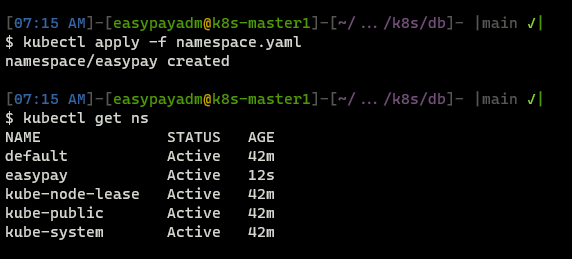 [07:15 AM]-[easypayadm@k8s-master1]-[~/…/k8s/db]- |main ✓|
$ kubectl apply -f namespace.yaml
namespace/easypay created
[07:15 AM]-[easypayadm@k8s-master1]-[~/…/k8s/db]- |main ✓|
$ kubectl get ns
NAME STATUS AGE
default Active 42m
easypay Active 12s
kube-node-lease Active 42m
kube-public Active 42m
kube-system Active 42m